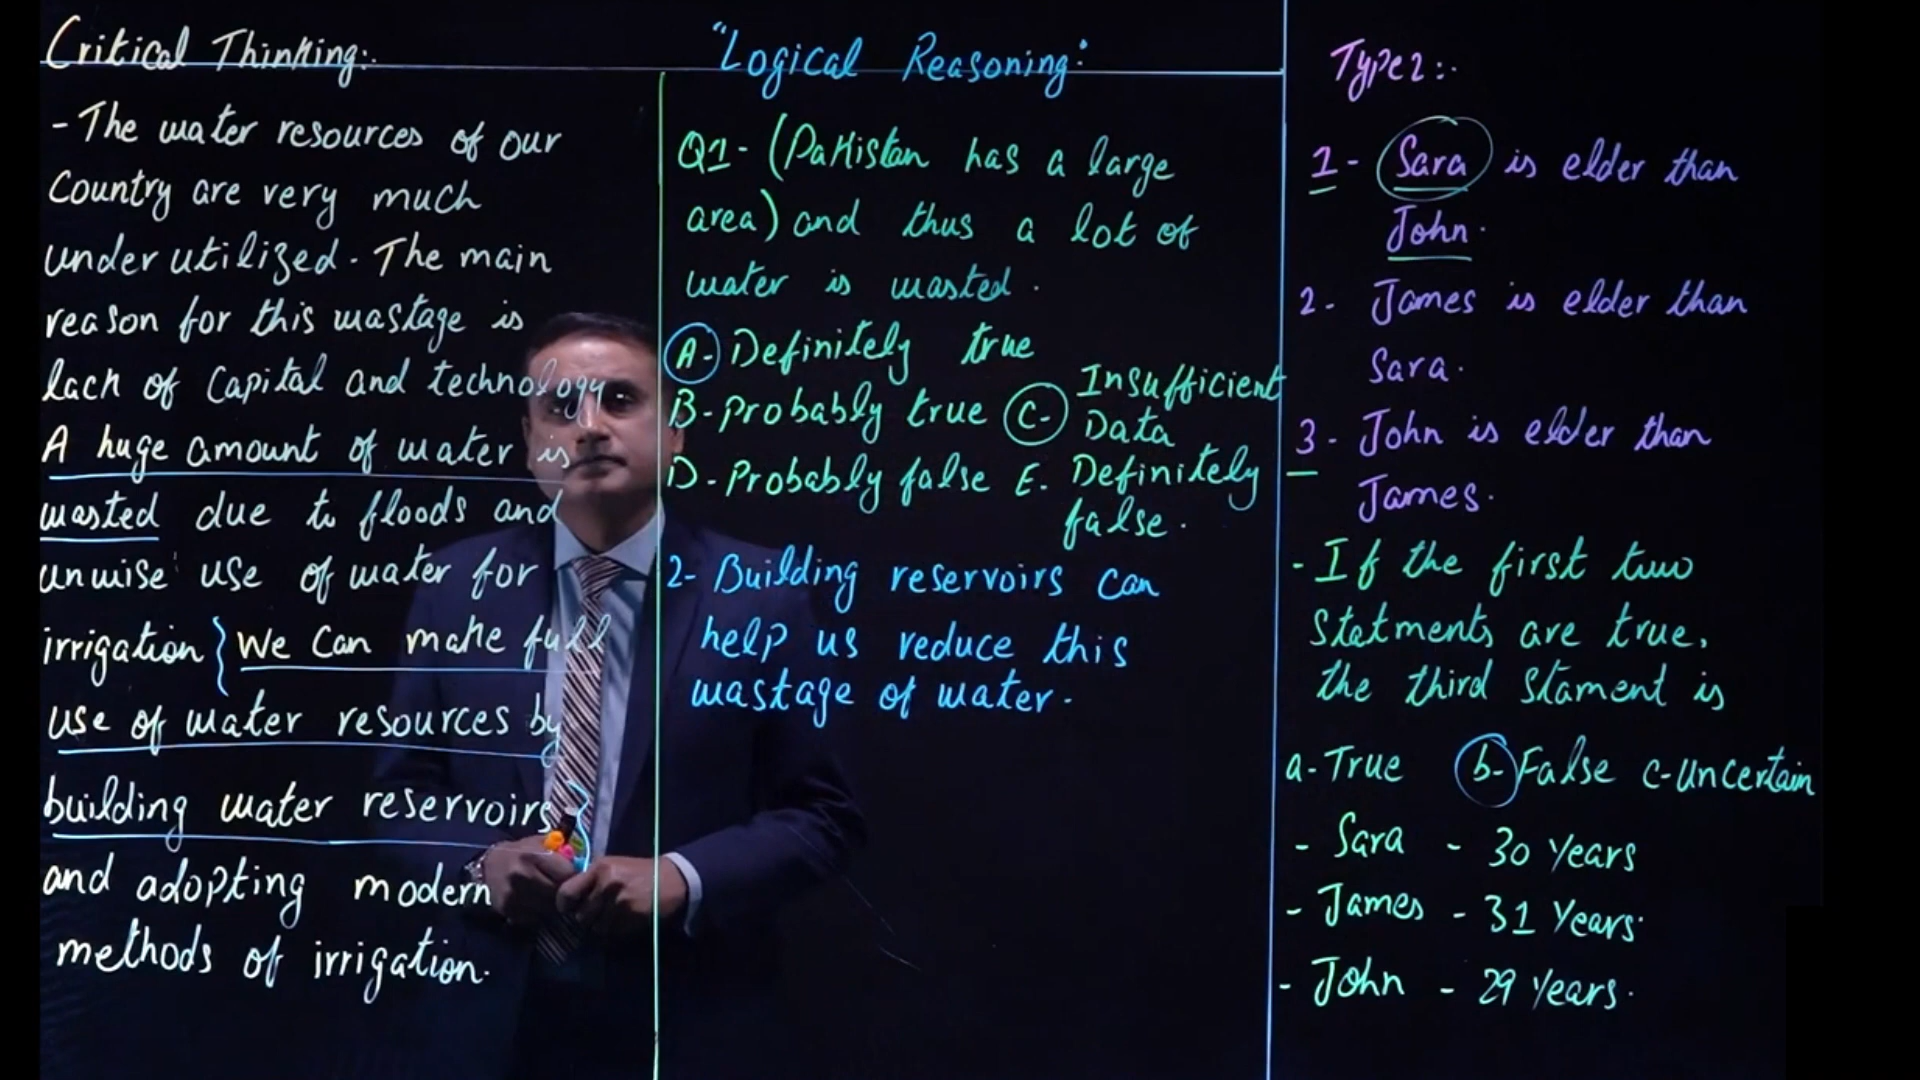 Critical Thinking:.
- The water resources of our
Country are very much
under utilized. The main
reason for this wastage is
lack of Capital and technology.
A huge amount of water is
wasted due to floods and
unwise use of water for
irrigation } We Can make full
use of water resources by
building water reservoirs }
and adopting modern
methods of irrigation.
"Logical Reasoning:
Q1- (Pakistan has a large
area) and thus a lot of
water is wasted.
A- Definitely true
B- Probably true C- Insufficient
Data
D- Probably false E. Definitely
false.
2- Building reservoirs can
help us reduce this
wastage of water.
Type 2:.
1- Sara is elder than
John.
2. James is elder than
Sara.
3- John is elder than
James.
- If the first two
Statments are true,
the third Stament is
a- True b- False c- Uncertain
- Sara - 30 Years
- James - 31 Years.
- John - 29 Years.